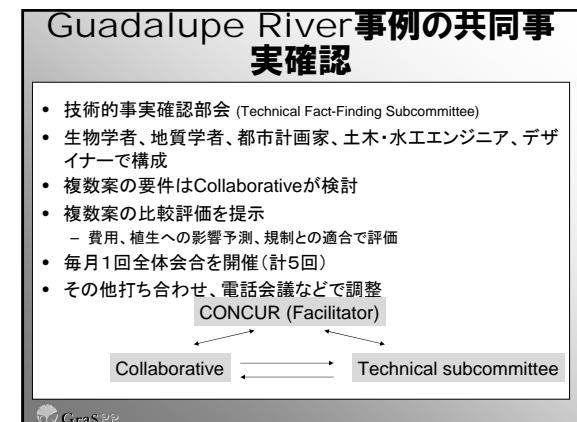 Guadalupe River事例の共同事
実確認
• 技術的事実確認部会 (Technical Fact-Finding Subcommittee)
• 生物学者、地質学者、都市計画家、土木・水工エンジニア、デザ
イナーで構成
• 複数案の要件はCollaborativeが検討
• 複数案の比較評価を提示
– 費用、植生への影響予測、規制との適合で評価
• 毎月１回全体会合を開催（計５回）
• その他打ち合わせ、電話会議などで調整
CONCUR (Facilitator)
Collaborative
Technical subcommittee